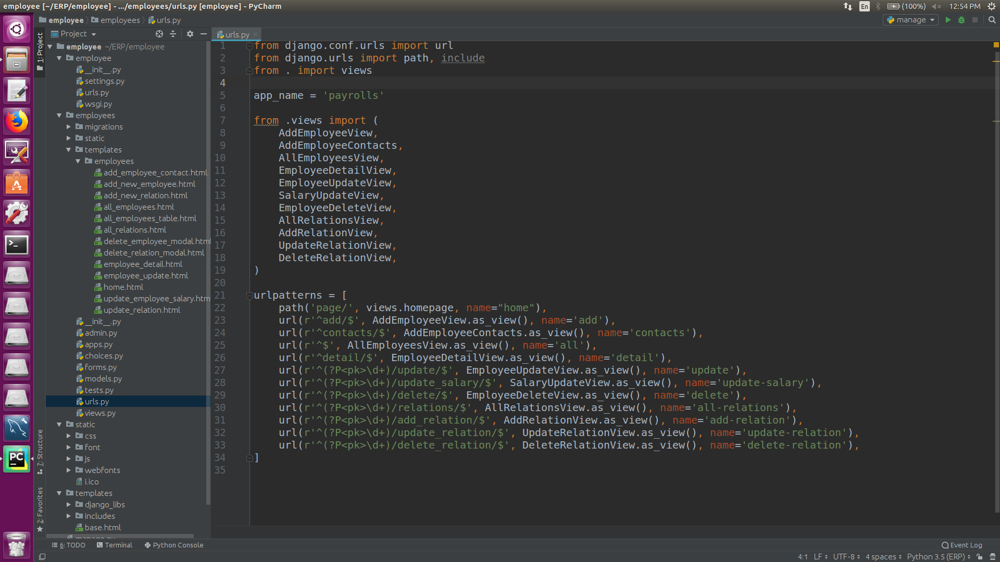 employee [~/ERP/employee] - .../employees/urls.py [employee] - PyCharm
En (100%) 12:54 PM
employee employees urls.py
manage
Project
urls.py
1: Project
employee ~/ERP/employee
employee
__init__.py
settings.py
urls.py
wsgi.py
employees
migrations
static
templates
employees
add_employee_contact.html
add_new_employee.html
add_new_relation.html
all_employees.html
all_employees_table.html
all_relations.html
delete_employee_modal.html
delete_relation_modal.html
employee_detail.html
employee_update.html
home.html
update_employee_salary.htm
update_relation.html
__init__.py
admin.py
apps.py
choices.py
forms.py
models.py
tests.py
urls.py
views.py
static
css
font
js
webfonts
i.ico
templates
django_libs
includes
base.html
manage.py
7: Structure
2: Favorites
PC
1 from django.conf.urls import url
2 from django.urls import path, include
3 from . import views
4
5 app_name = 'payrolls'
6
7 from .views import (
8 AddEmployeeView,
9 AddEmployeeContacts,
10 AllEmployeesView,
11 EmployeeDetailView,
12 EmployeeUpdateView,
13 SalaryUpdateView,
14 EmployeeDeleteView,
15 AllRelationsView,
16 AddRelationView,
17 UpdateRelationView,
18 DeleteRelationView,
19 )
20
21 urlpatterns = [
22 path('page/', views.homepage, name="home"),
23 url(r'^add/$', AddEmployeeView.as_view(), name='add'),
24 url(r'^contacts/$', AddEmployeeContacts.as_view(), name='contacts'),
25 url(r'^$', AllEmployeesView.as_view(), name='all'),
26 url(r'^detail/$', EmployeeDetailView.as_view(), name='detail'),
27 url(r'^(?P<pk>\d+)/update/$', EmployeeUpdateView.as_view(), name='update'),
28 url(r'^(?P<pk>\d+)/update_salary/$', SalaryUpdateView.as_view(), name='update-salary'),
29 url(r'^(?P<pk>\d+)/delete/$', EmployeeDeleteView.as_view(), name='delete'),
30 url(r'^(?P<pk>\d+)/relations/$', AllRelationsView.as_view(), name='all-relations'),
31 url(r'^(?P<pk>\d+)/add_relation/$', AddRelationView.as_view(), name='add-relation'),
32 url(r'^(?P<pk>\d+)/update_relation/$', UpdateRelationView.as_view(), name='update-relation'),
33 url(r'^(?P<pk>\d+)/delete_relation/$', DeleteRelationView.as_view(), name='delete-relation'),
34 ]
35
6: TODO Terminal Python Console Event Log
4:1 LF UTF-8 4 spaces Python 3.5 (ERP)